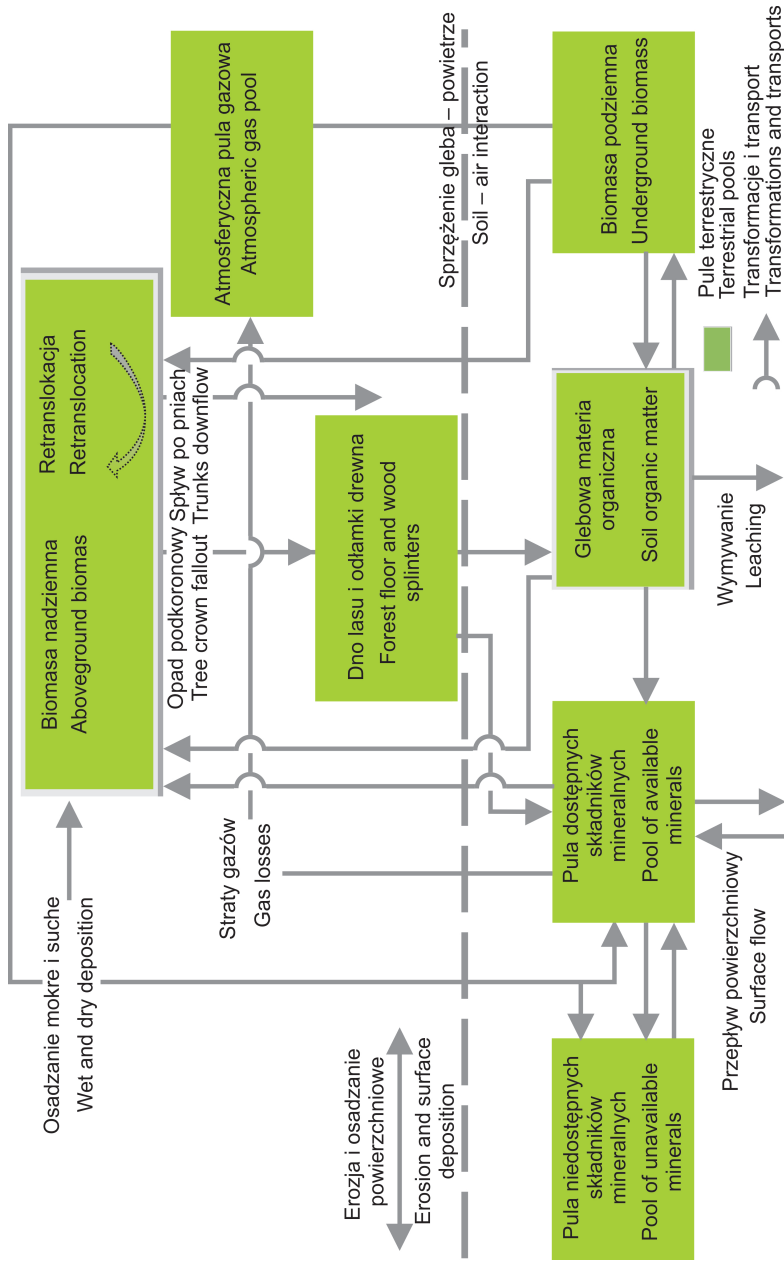 Osadzanie mokre i suche
Wet and dry deposition
Biomasa nadziemna
Aboveground biomas
Retranslokacja
Retranslocation
Opad podkoronowy
Tree crown fallout
Spływ po pniach
Trunks downflow
Straty gazów
Gas losses
Atmosferyczna pula gazowa
Atmospheric gas pool
Dno lasu i odłamki drewna
Forest floor and wood
splinters
Erozja i osadzanie
powierzchniowe
Erosion and surface
deposition
Sprzężenie gleba – powietrze
Soil – air interaction
Pula niedostępnych
składników
mineralnych
Pool of unavailable
minerals
Pula dostępnych
składników
mineralnych
Pool of available
minerals
Glebowa materia
organiczna
Soil organic matter
Biomasa podziemna
Underground biomass
Przepływ powierzchniowy
Surface flow
Wymywanie
Leaching
Pule terrestryczne
Terrestrial pools
Transformacje i transport
Transformations and transports